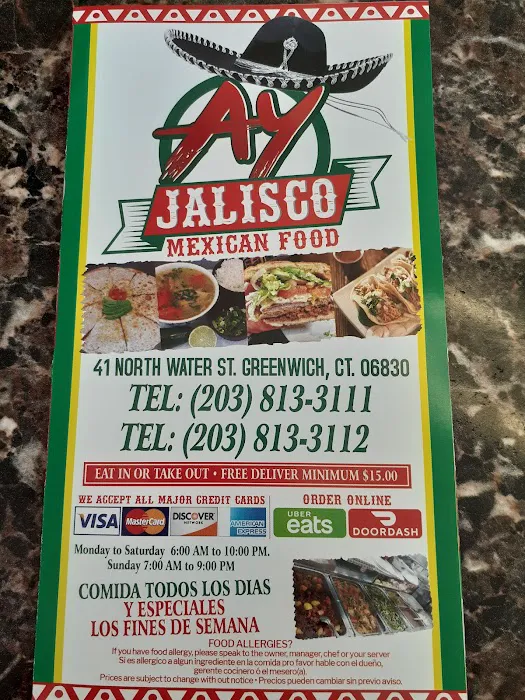 AY
JALISCO
MEXICAN FOOD
41 NORTH WATER ST. GREENWICH, CT. 06830
TEL: (203) 813-3111
TEL: (203) 813-3112
EAT IN OR TAKE OUT • FREE DELIVER MINIMUM $15.00
WE ACCEPT ALL MAJOR CREDIT CARDS
VISA MasterCard DISCOVER NETWORK AMERICAN EXPRESS
ORDER ONLINE
UBER eats DOORDASH
Monday to Saturday 6:00 AM to 10:00 PM.
Sunday 7:00 AM to 9:00 PM
COMIDA TODOS LOS DIAS
Y ESPECIALES
LOS FINES DE SEMANA
FOOD ALLERGIES?
If you have food allergy, please speak to the owner, manager, chef or your server
Si es allergico a algun ingrediente en la comida pro favor hable con el dueño,
gerente cocinero ó el mesero(a).
Prices are subject to change with out notice • Precios pueden cambiar sin previo aviso.